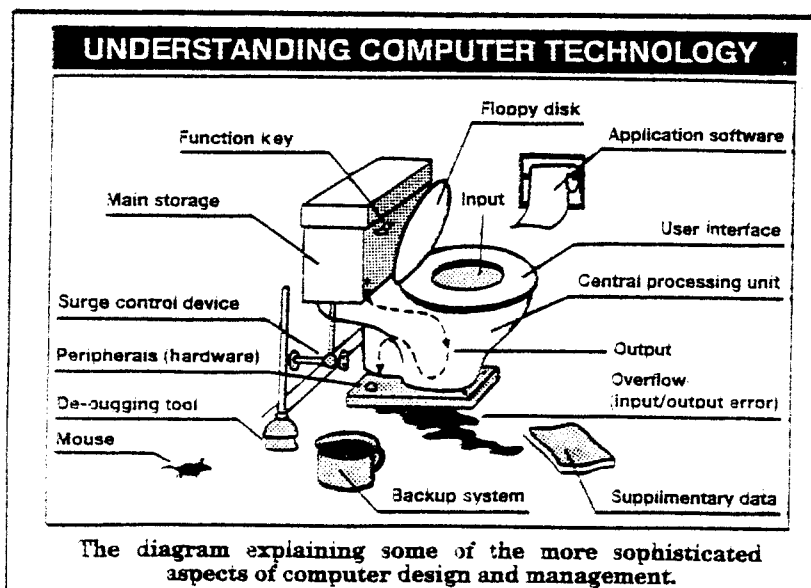 UNDERSTANDING COMPUTER TECHNOLOGY
Floppy disk
Function key
Application software
Main storage
Input
User interface
Central processing unit
Surge control device
Output
Peripherals (hardware)
Overflow
(input/output error)
De-bugging tool
Mouse
Backup system
Supplimentary data
The diagram explaining some of the more sophisticated
aspects of computer design and management.